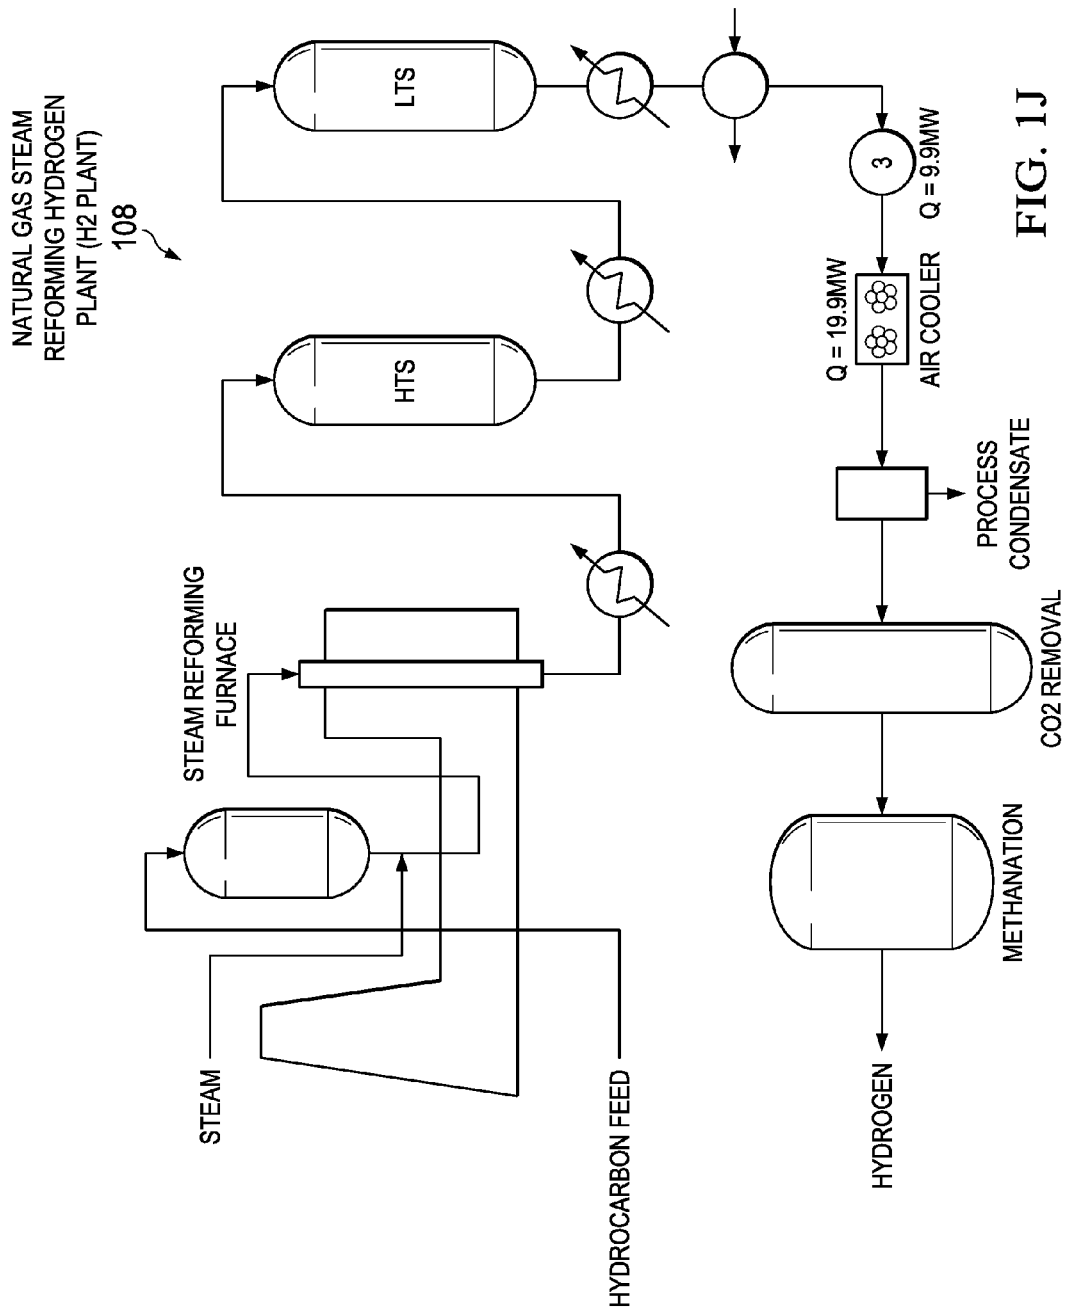 NATURAL GAS STEAM
REFORMING HYDROGEN
PLANT (H2 PLANT)
108
STEAM
HYDROCARBON FEED
STEAM REFORMING
FURNACE
HTS
LTS
3
Q = 9.9MW
Q = 19.9MW
AIR COOLER
PROCESS
CONDENSATE
CO2 REMOVAL
METHANATION
HYDROGEN
FIG. 1J